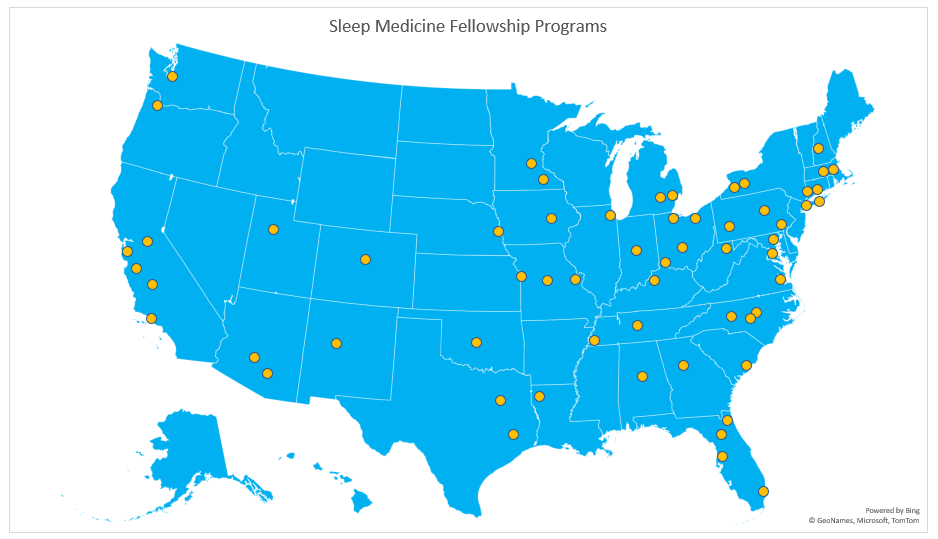 Sleep Medicine Fellowship Programs
Powered by Bing
© GeoNames, Microsoft, TomTom